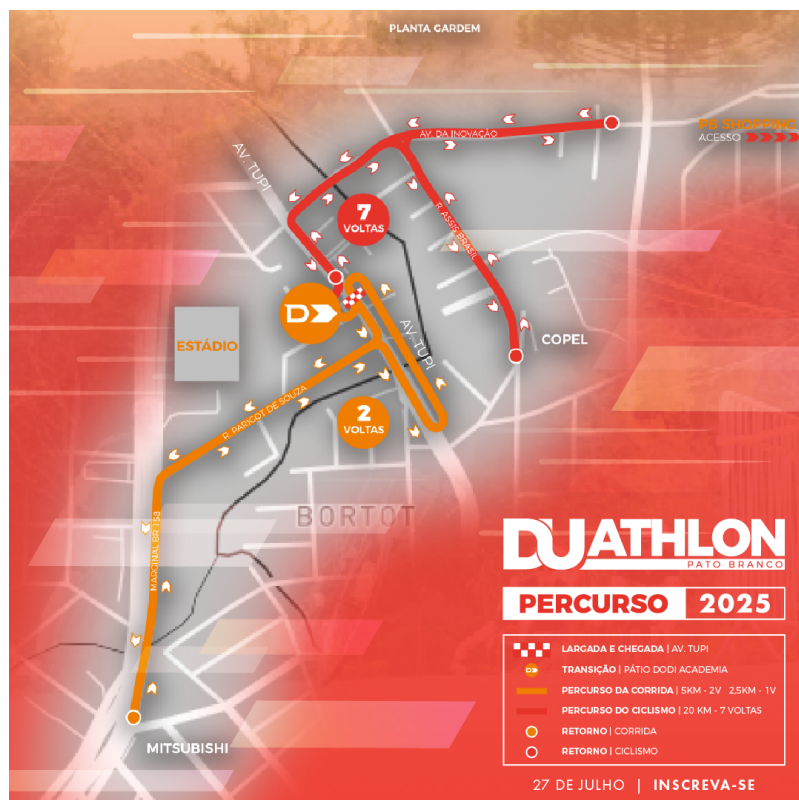 PLANTA GARDEM
PB SHOPPING
ACESSO
AV. DA INOVAÇÃO
AV. TUPI
7
VOLTAS
R. ASSIS BRASIL
D
ESTÁDIO
AV. TUPI
COPEL
R. PARIGOT DE SOUZA
2
VOLTAS
MARGINAL BR 158
BORTOT
MITSUBISHI
DUATHLON
PATO BRANCO
PERCURSO 2025
LARGADA E CHEGADA | AV. TUPI
D TRANSIÇÃO | PÁTIO DODI ACADEMIA
PERCURSO DA CORRIDA | 5KM - 2V 2,5KM - 1V
PERCURSO DO CICLISMO | 20 KM - 7 VOLTAS
RETORNO | CORRIDA
RETORNO | CICLISMO
27 DE JULHO | INSCREVA-SE